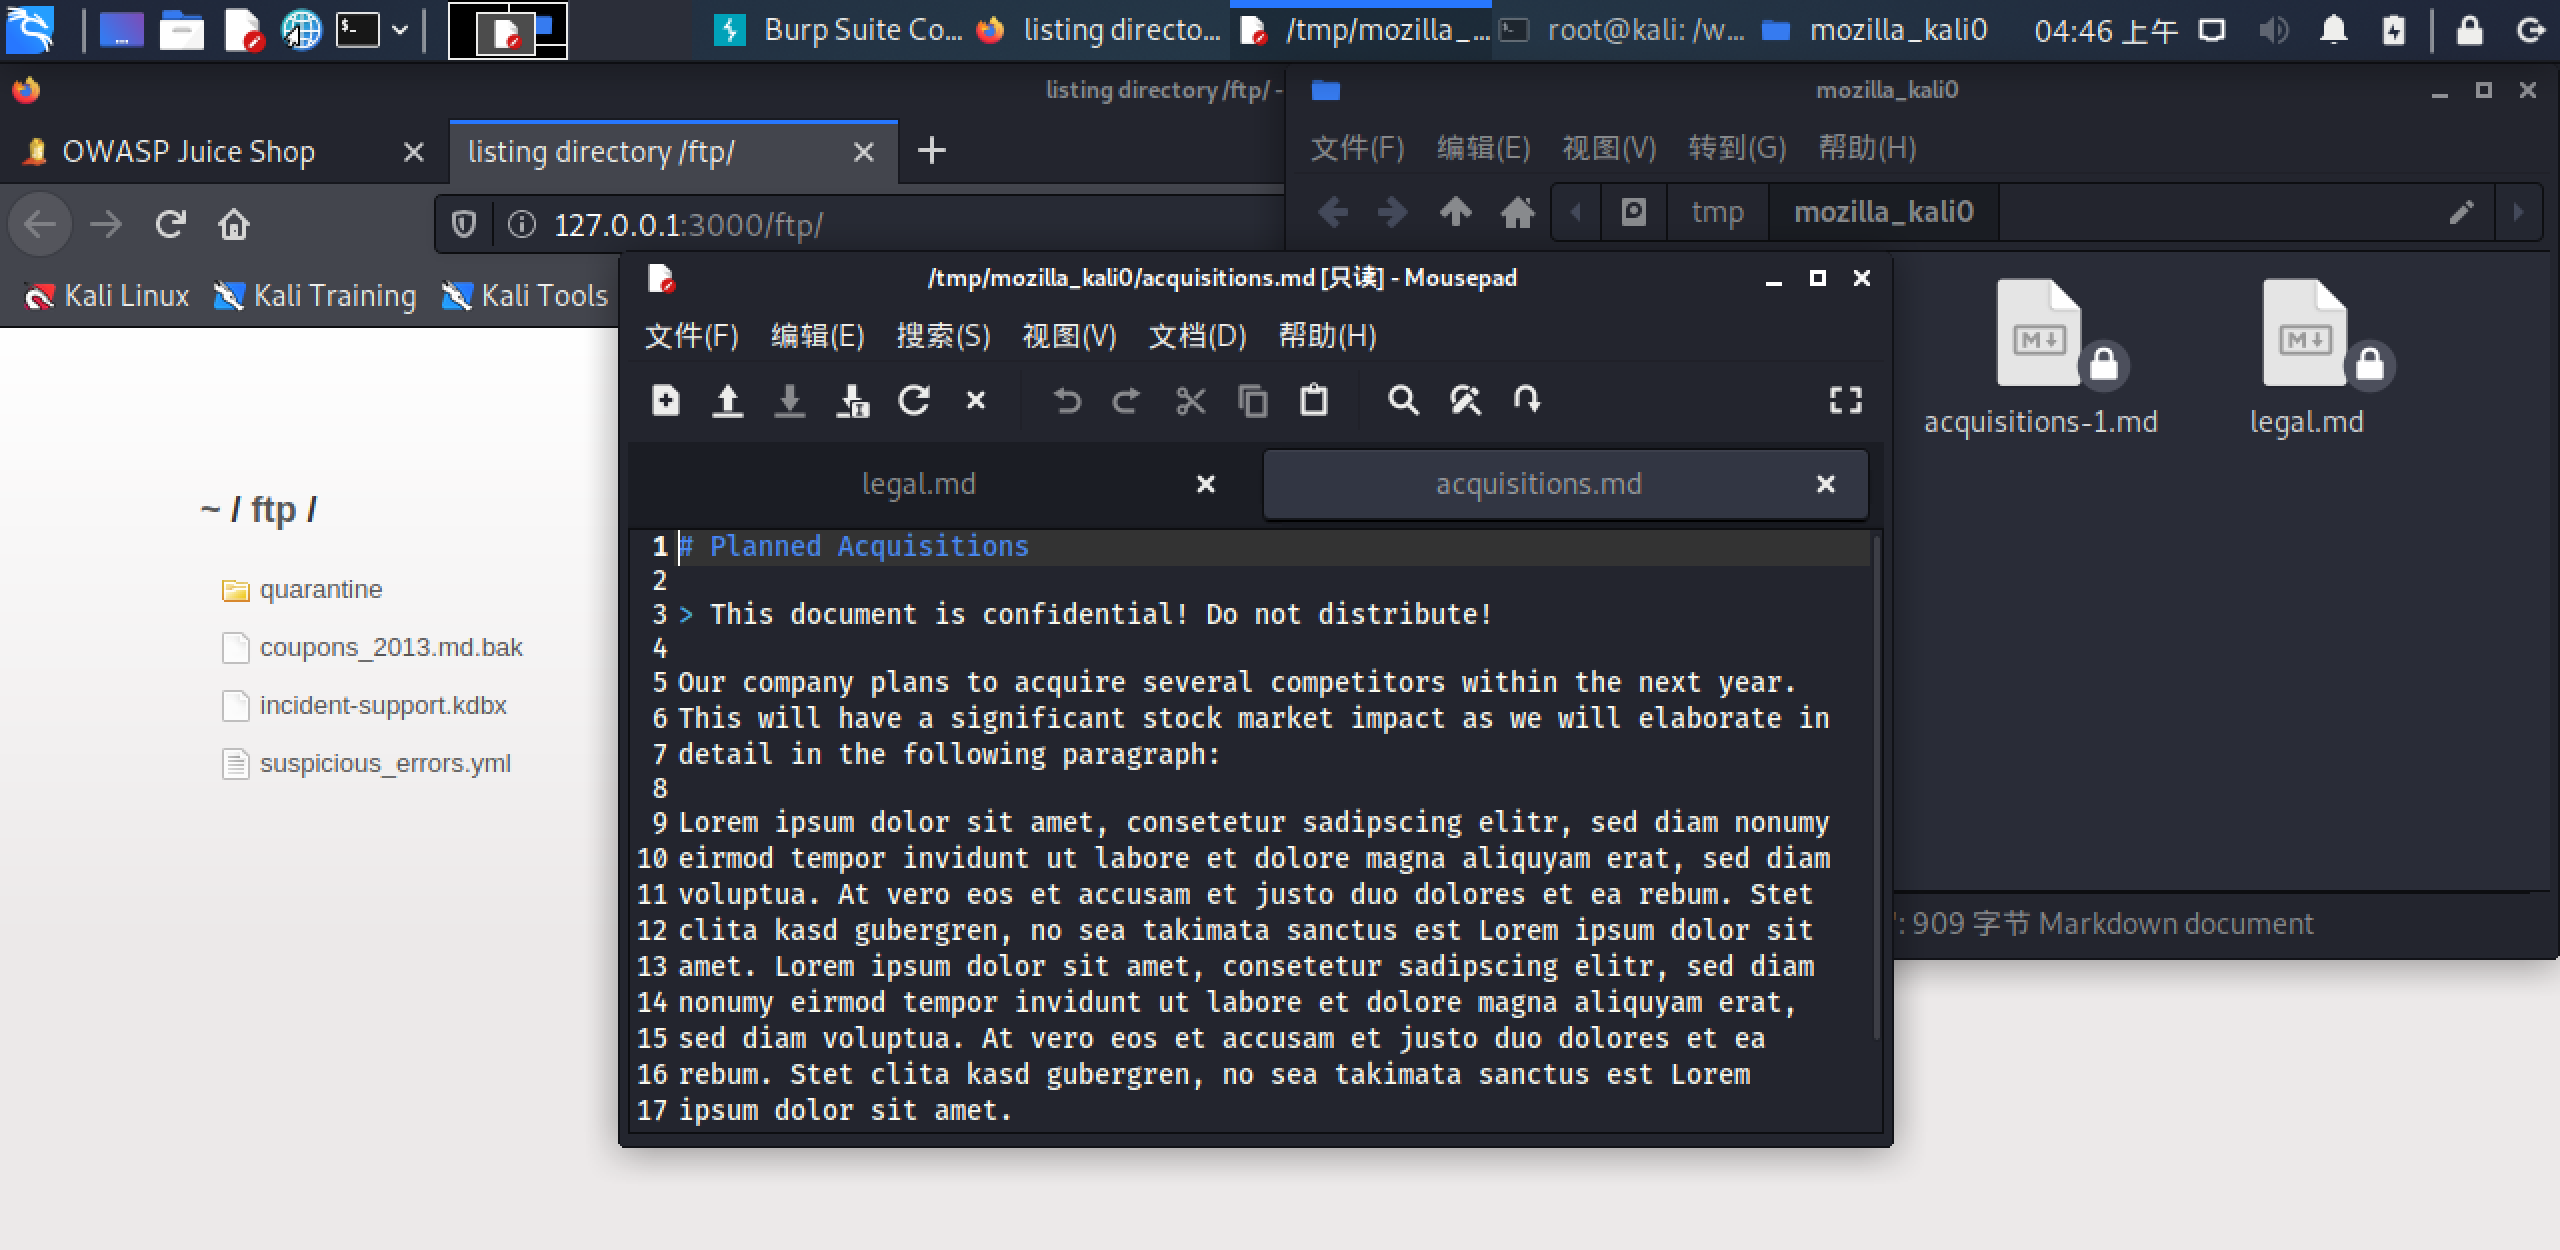 Burp Suite Co...
listing directo...
/tmp/mozilla_...
root@kali: /w...
mozilla_kali0
04:46 上午
listing directory /ftp/ -
mozilla_kali0
OWASP Juice Shop
listing directory /ftp/
文件(F) 编辑(E) 视图(V) 转到(G) 帮助(H)
127.0.0.1:3000/ftp/
tmp
mozilla_kali0
Kali Linux
Kali Training
Kali Tools
~ / ftp /
quarantine
coupons_2013.md.bak
incident-support.kdbx
suspicious_errors.yml
/tmp/mozilla_kali0/acquisitions.md [只读] - Mousepad
文件(F) 编辑(E) 搜索(S) 视图(V) 文档(D) 帮助(H)
legal.md
acquisitions.md
1 # Planned Acquisitions
2
3 > This document is confidential! Do not distribute!
4
5 Our company plans to acquire several competitors within the next year.
6 This will have a significant stock market impact as we will elaborate in
7 detail in the following paragraph:
8
9 Lorem ipsum dolor sit amet, consetetur sadipscing elitr, sed diam nonumy
10 eirmod tempor invidunt ut labore et dolore magna aliquyam erat, sed diam
11 voluptua. At vero eos et accusam et justo duo dolores et ea rebum. Stet
12 clita kasd gubergren, no sea takimata sanctus est Lorem ipsum dolor sit
13 amet. Lorem ipsum dolor sit amet, consetetur sadipscing elitr, sed diam
14 nonumy eirmod tempor invidunt ut labore et dolore magna aliquyam erat,
15 sed diam voluptua. At vero eos et accusam et justo duo dolores et ea
16 rebum. Stet clita kasd gubergren, no sea takimata sanctus est Lorem
17 ipsum dolor sit amet.
acquisitions-1.md
legal.md
": 909 字节 Markdown document